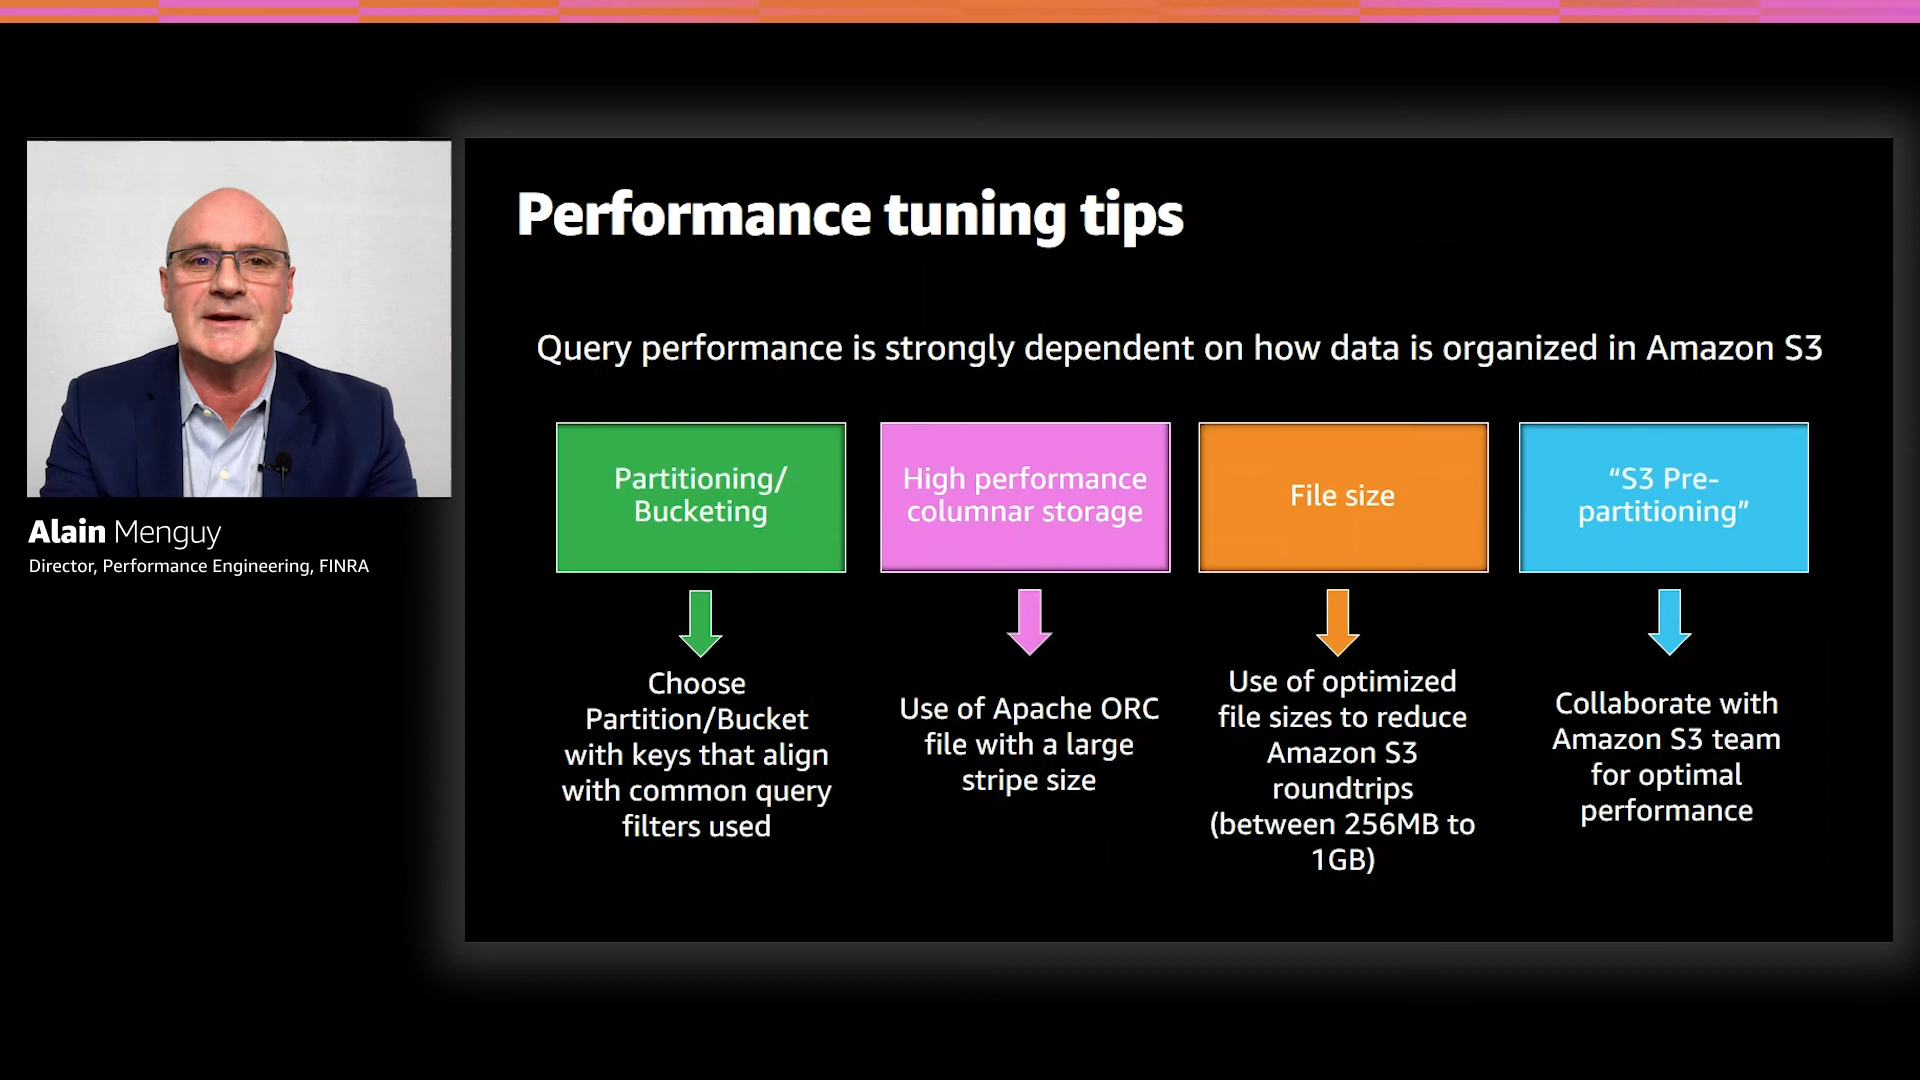 Performance tuning tips
Query performance is strongly dependent on how data is organized in Amazon S3
Partitioning/
Bucketing
Choose
Partition/Bucket
with keys that align
with common query
filters used
High performance
columnar storage
Use of Apache ORC
file with a large
stripe size
File size
Use of optimized
file sizes to reduce
Amazon S3
roundtrips
(between 256MB to
1GB)
“S3 Pre-
partitioning”
Collaborate with
Amazon S3 team
for optimal
performance
Alain Menguy
Director, Performance Engineering, FINRA